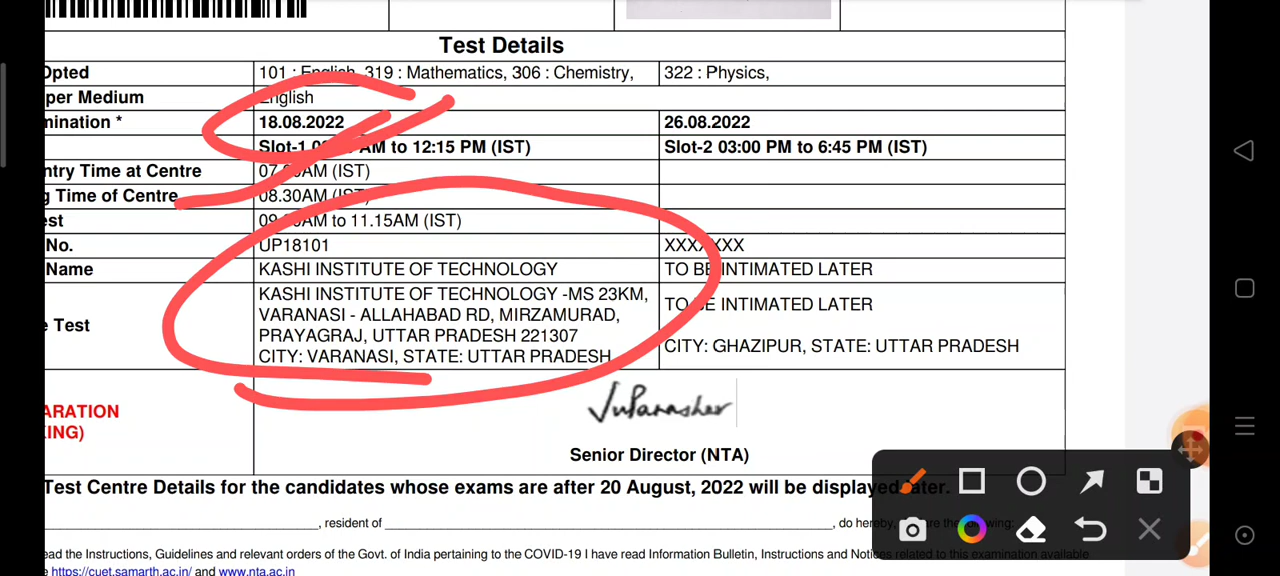 Test Details
Opted 101 : English, 319 : Mathematics, 306 : Chemistry, 322 : Physics,
per Medium English
mination * 18.08.2022 26.08.2022
Slot-1 AM to 12:15 PM (IST) Slot-2 03:00 PM to 6:45 PM (IST)
ntry Time at Centre (IST)
g Time of Centre 08.30AM (IST)
est AM to 11.15AM (IST)
No. UP18101 XXXXXXX
Name KASHI INSTITUTE OF TECHNOLOGY TO BE INTIMATED LATER
e Test KASHI INSTITUTE OF TECHNOLOGY -MS 23KM,
VARANASI - ALLAHABAD RD, MIRZAMURAD,
PRAYAGRAJ, UTTAR PRADESH 221307
CITY: VARANASI, STATE: UTTAR PRADESH
TO BE INTIMATED LATER
CITY: GHAZIPUR, STATE: UTTAR PRADESH
ARATION
KING)
Senior Director (NTA)
Test Centre Details for the candidates whose exams are after 20 August, 2022 will be displayed later.
, resident of , do hereby
ead the Instructions, Guidelines and relevant orders of the Govt. of India pertaining to the COVID-19 I have read Information Bulletin, Instructions and Notices related to this examination available
e https://cuet.samarth.ac.in/ and www.nta.ac.in